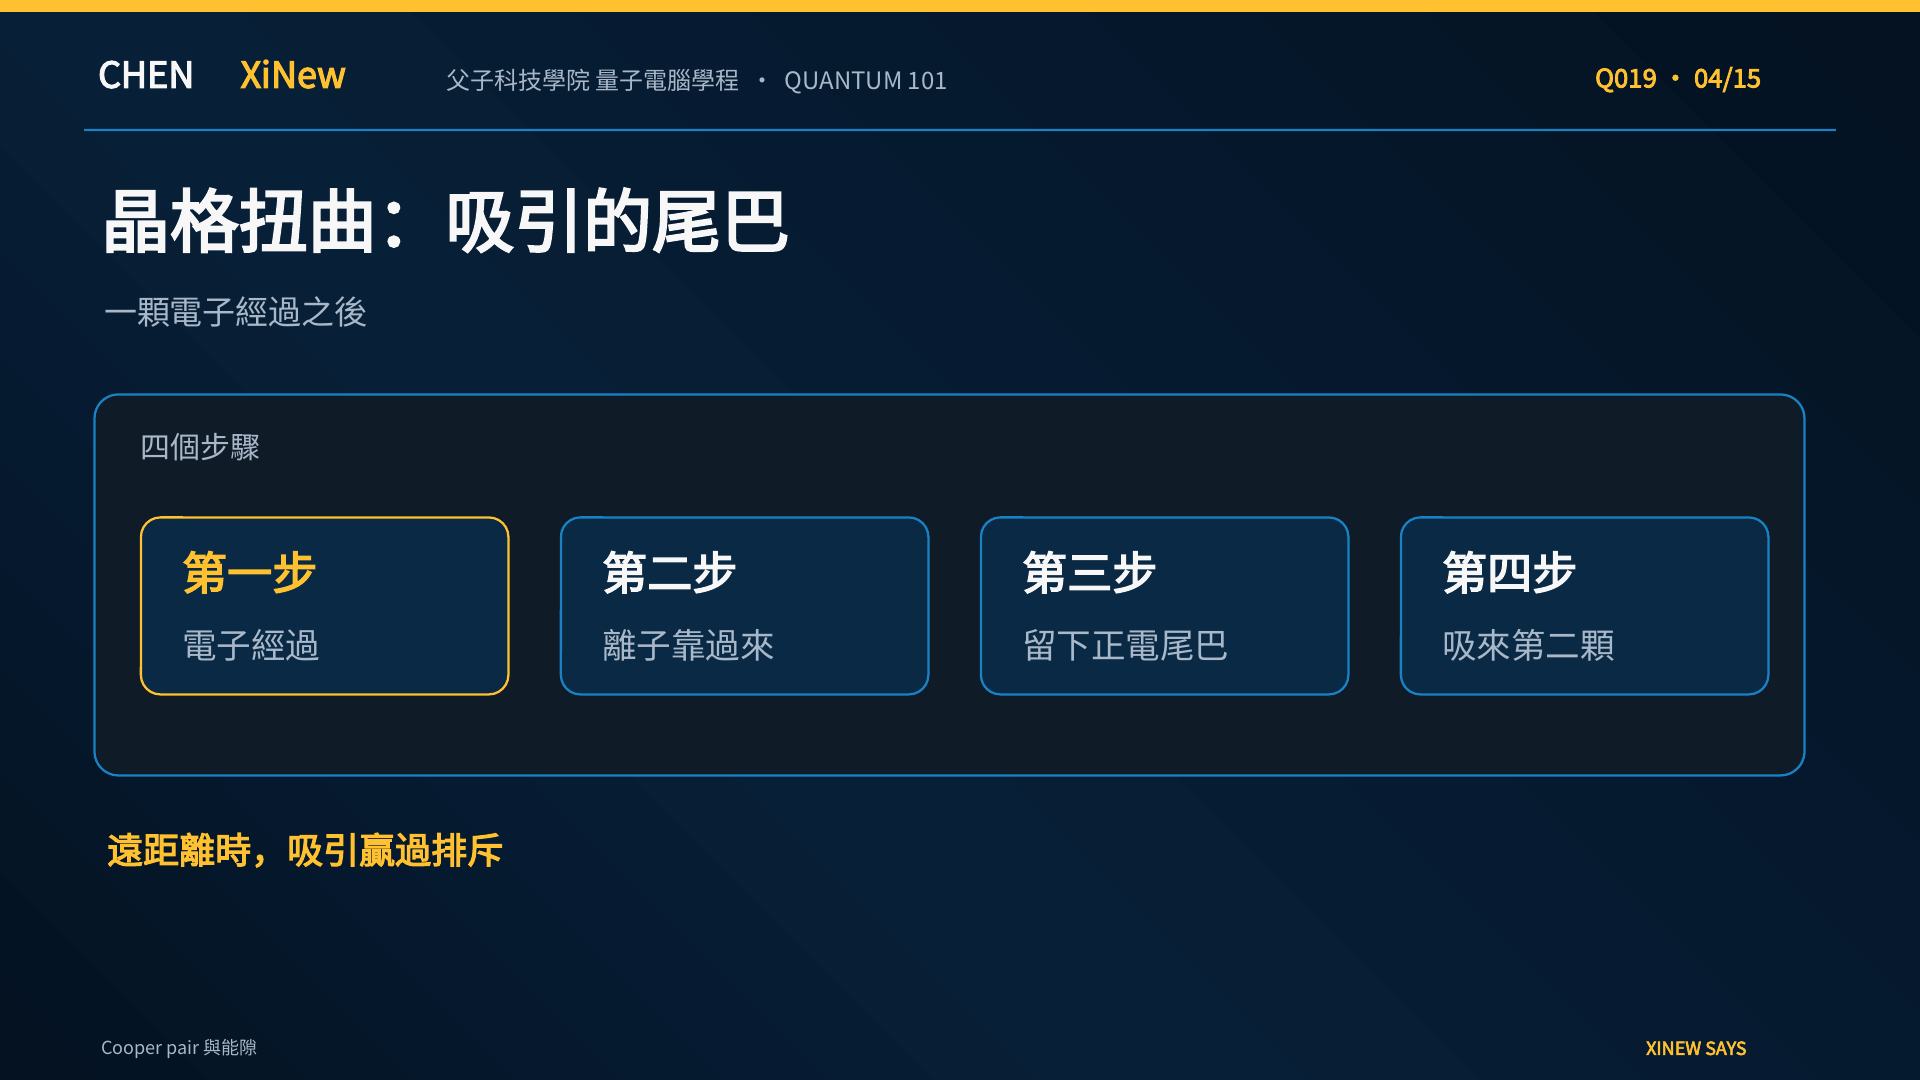 CHEN XiNew 父子科技學院 量子電腦學程 • QUANTUM 101 Q019 • 04/15
晶格扭曲：吸引的尾巴
一顆電子經過之後
四個步驟
第一步 第二步 第三步 第四步
電子經過 離子靠過來 留下正電尾巴 吸來第二顆
遠距離時，吸引贏過排斥
Cooper pair 與能隙 XINEW SAYS